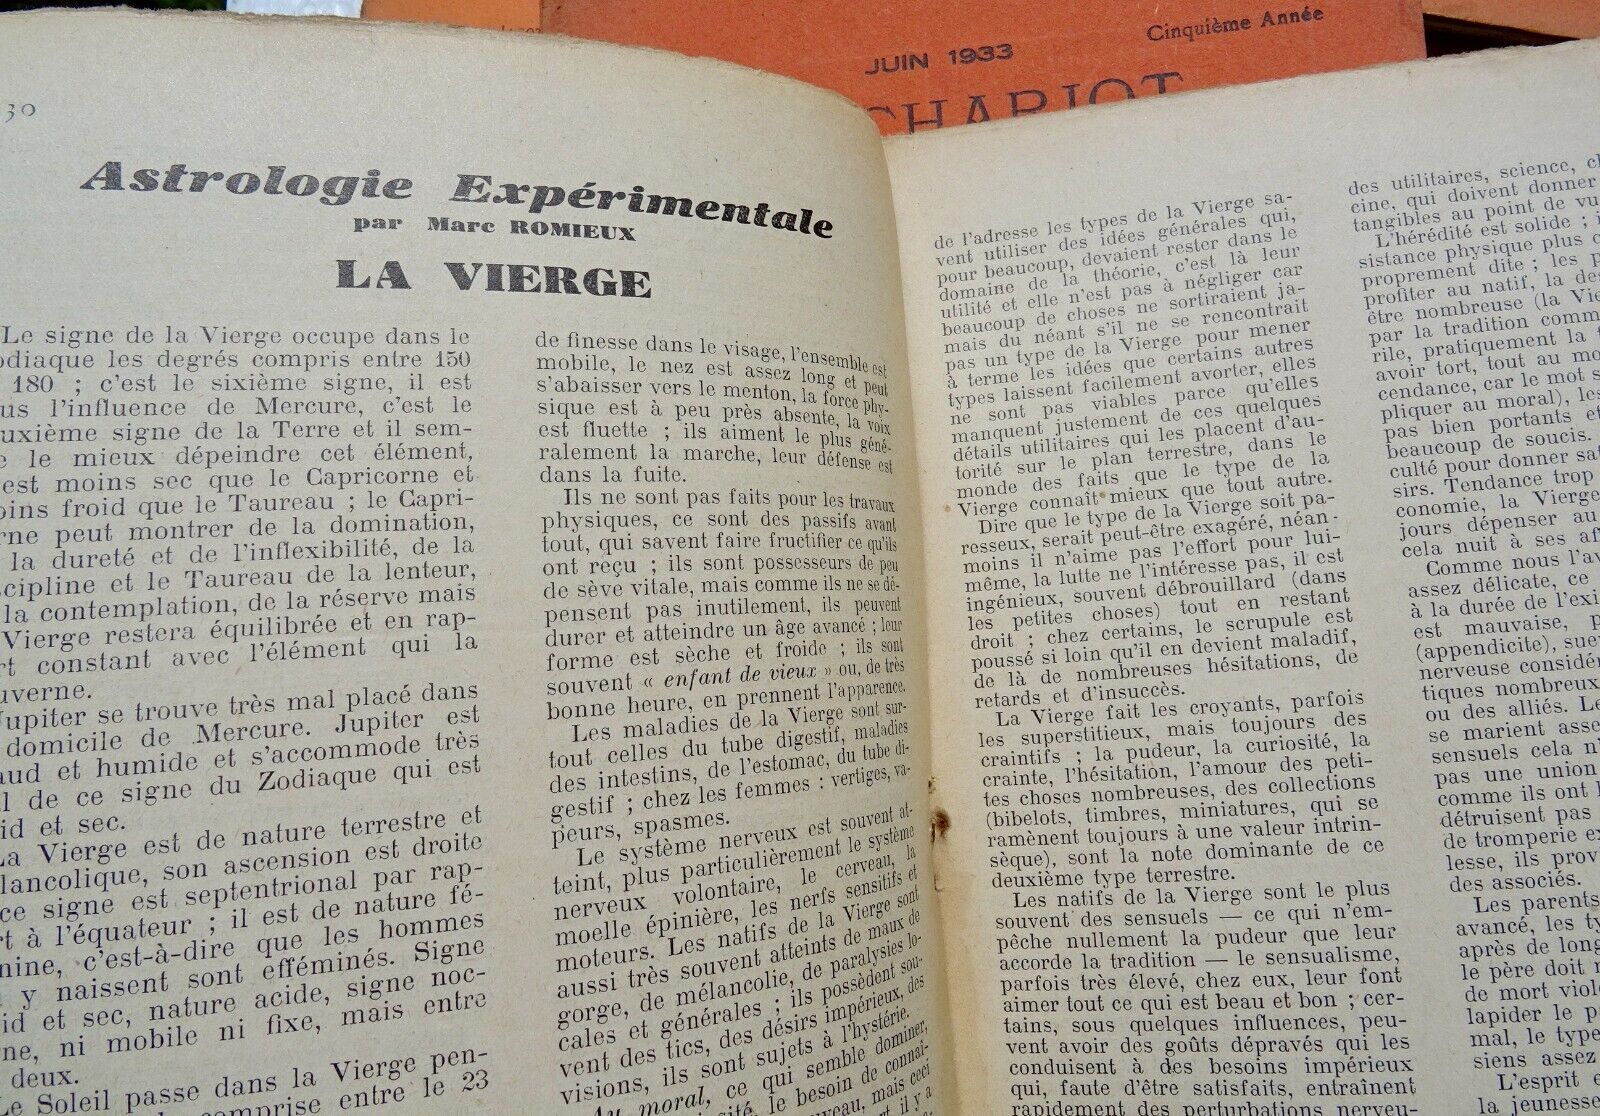 Cinquième Année
JUIN 1933
CHARIOT
30
Astrologie Expérimentale
par Marc ROMIEUX
LA VIERGE
Le signe de la Vierge occupe dans le
odiaque les degrés compris entre 150
180 ; c'est le sixième signe, il est
us l'influence de Mercure, c'est le
uxième signe de la Terre et il sem-
e le mieux dépeindre cet élément,
est moins sec que le Capricorne et
oins froid que le Taureau ; le Capri-
rne peut montrer de la domination,
la dureté et de l'inflexibilité, de la
scipline et le Taureau de la lenteur,
la contemplation, de la réserve mais
Vierge restera équilibrée et en rap-
rt constant avec l'élément qui la
uverne.
Jupiter se trouve très mal placé dans
domicile de Mercure. Jupiter est
aud et humide et s'accommode très
l de ce signe du Zodiaque qui est
id et sec.
La Vierge est de nature terrestre et
lancolique, son ascension est droite
ce signe est septentrional par rap-
rt à l'équateur ; il est de nature fé-
nine, c'est-à-dire que les hommes
y naissent sont efféminés. Signe
id et sec, nature acide, signe noc-
ne, ni mobile ni fixe, mais entre
deux.
Le Soleil passe dans la Vierge pen-
comprise entre le 23
de finesse dans le visage, l'ensemble est
mobile, le nez est assez long et peut
s'abaisser vers le menton, la force phy-
sique est à peu près absente, la voix
est fluette ; ils aiment le plus géné-
ralement la marche, leur défense est
dans la fuite.
Ils ne sont pas faits pour les travaux
physiques, ce sont des passifs avant
tout, qui savent faire fructifier ce qu'ils
ont reçu ; ils sont possesseurs de peu
de sève vitale, mais comme ils ne se dé-
pensent pas inutilement, ils peuvent
durer et atteindre un âge avancé ; leur
forme est sèche et froide ; ils sont
souvent « enfant de vieux » ou, de très
bonne heure, en prennent l'apparence.
Les maladies de la Vierge sont sur-
tout celles du tube digestif, maladies
des intestins, de l'estomac, du tube di-
gestif ; chez les femmes : vertiges, va-
peurs, spasmes.
Le système nerveux est souvent at-
teint, plus particulièrement le système
nerveux volontaire, le cerveau, la
moelle épinière, les nerfs sensitifs et
moteurs. Les natifs de la Vierge sont
aussi très souvent atteints de maux de
gorge, de mélancolie, de paralysies lo-
cales et générales ; ils possèdent sou-
vent des tics, des désirs impérieux, des
visions, ils sont sujets à l'hystérie.
Au moral, ce qui semble dominer,
le besoin de connaî-
mais ceci
il y a
de l'adresse les types de la Vierge sa-
vent utiliser des idées générales qui,
pour beaucoup, devaient rester dans le
domaine de la théorie, c'est là leur
utilité et elle n'est pas à négliger car
beaucoup de choses ne sortiraient ja-
mais du néant s'il ne se rencontrait
pas un type de la Vierge pour mener
à terme les idées que certains autres
types laissent facilement avorter, elles
ne sont pas viables parce qu'elles
manquent justement de ces quelques
détails utilitaires qui les placent d'au-
torité sur le plan terrestre, dans le
monde des faits que le type de la
Vierge connaît mieux que tout autre.
Dire que le type de la Vierge soit pa-
resseux, serait peut-être exagéré, néan-
moins il n'aime pas l'effort pour lui-
même, la lutte ne l'intéresse pas, il est
ingénieux, souvent débrouillard (dans
les petites choses) tout en restant
droit ; chez certains, le scrupule est
poussé si loin qu'il en devient maladif,
de là de nombreuses hésitations, de
retards et d'insuccès.
La Vierge fait les croyants, parfois
les superstitieux, mais toujours des
craintifs ; la pudeur, la curiosité, la
crainte, l'hésitation, l'amour des peti-
tes choses nombreuses, des collections
(bibelots, timbres, miniatures, qui se
ramènent toujours à une valeur intrin-
sèque), sont la note dominante de ce
deuxième type terrestre.
Les natifs de la Vierge sont le plus
souvent des sensuels — ce qui n'em-
pêche nullement la pudeur que leur
accorde la tradition — le sensualisme,
parfois très élevé, chez eux, leur font
aimer tout ce qui est beau et bon ; cer-
tains, sous quelques influences, peu-
vent avoir des goûts dépravés qui les
conduisent à des besoins impérieux
qui, faute d'être satisfaits, entraînent
rapidement des perturbations nerveu-
des utilitaires, science, c
cine, qui doivent donner
tangibles au point de vu
L'hérédité est solide ;
sistance physique plus
proprement dite ; les p
profiter au natif, la des
être nombreuse (la Vie
par la tradition comm
rile, pratiquement la
avoir tort, tout au mo
cendance, car le mot s
pliquer au moral), les
pas bien portants et
beaucoup de soucis.
culté pour donner sat
sirs. Tendance trop
conomie, la Vierge
jours dépenser au
cela nuit à ses af
Comme nous l'av
assez délicate, ce
à la durée de l'exi
est mauvaise, p
(appendicite), sue
nerveuse considér
tiques nombreux
ou des alliés. Le
se marient asse
sensuels cela n'
pas une union
comme ils ont
détruisent pas
de tromperie ex
lesse, ils prov
des associés.
Les parents
avancé, les ty
après de long
le père doit
de mort viol
lapider le p
mal, le type
siens assez
L'esprit e
la jeunesse